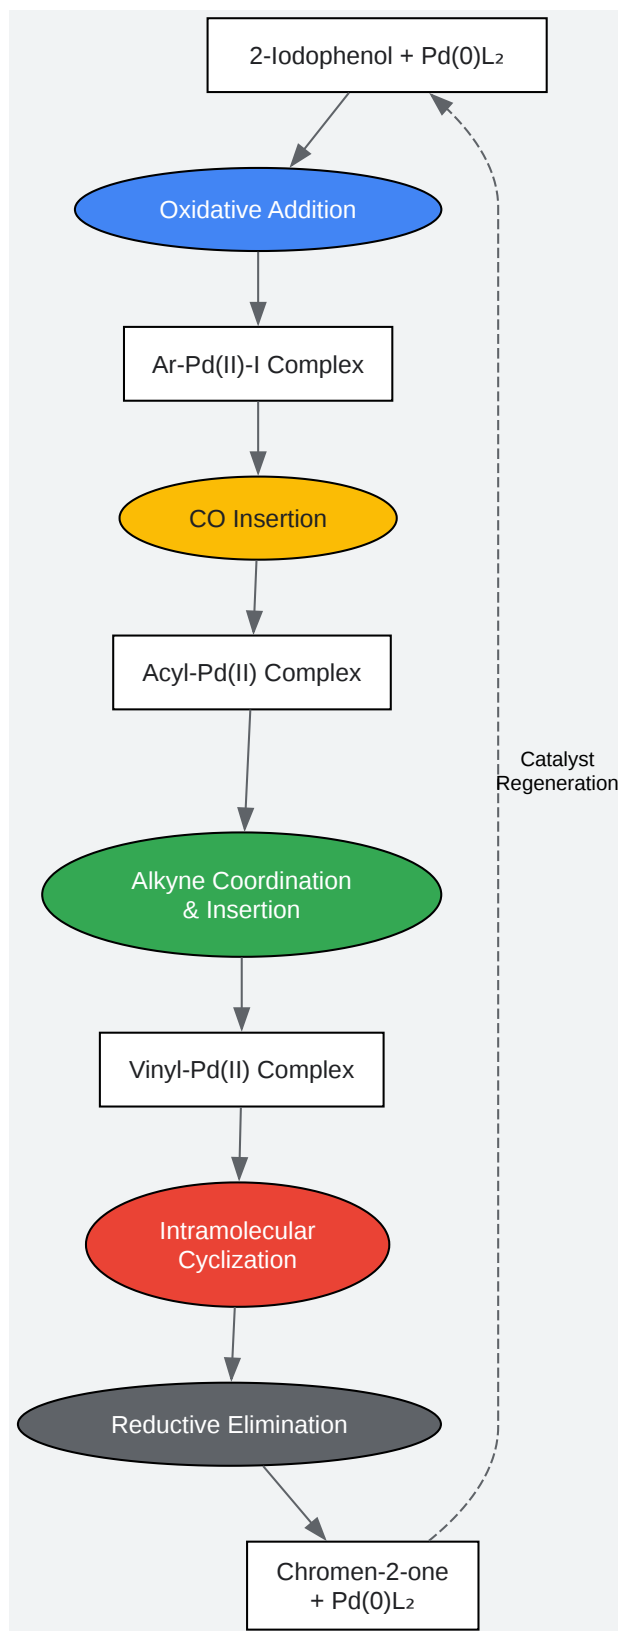 2-Iodophenol + Pd(0)L₂
Oxidative Addition
Ar-Pd(II)-I Complex
CO Insertion
Acyl-Pd(II) Complex
Catalyst
Regeneration
Alkyne Coordination
& Insertion
Vinyl-Pd(II) Complex
Intramolecular
Cyclization
Reductive Elimination
Chromen-2-one
+ Pd(0)L₂